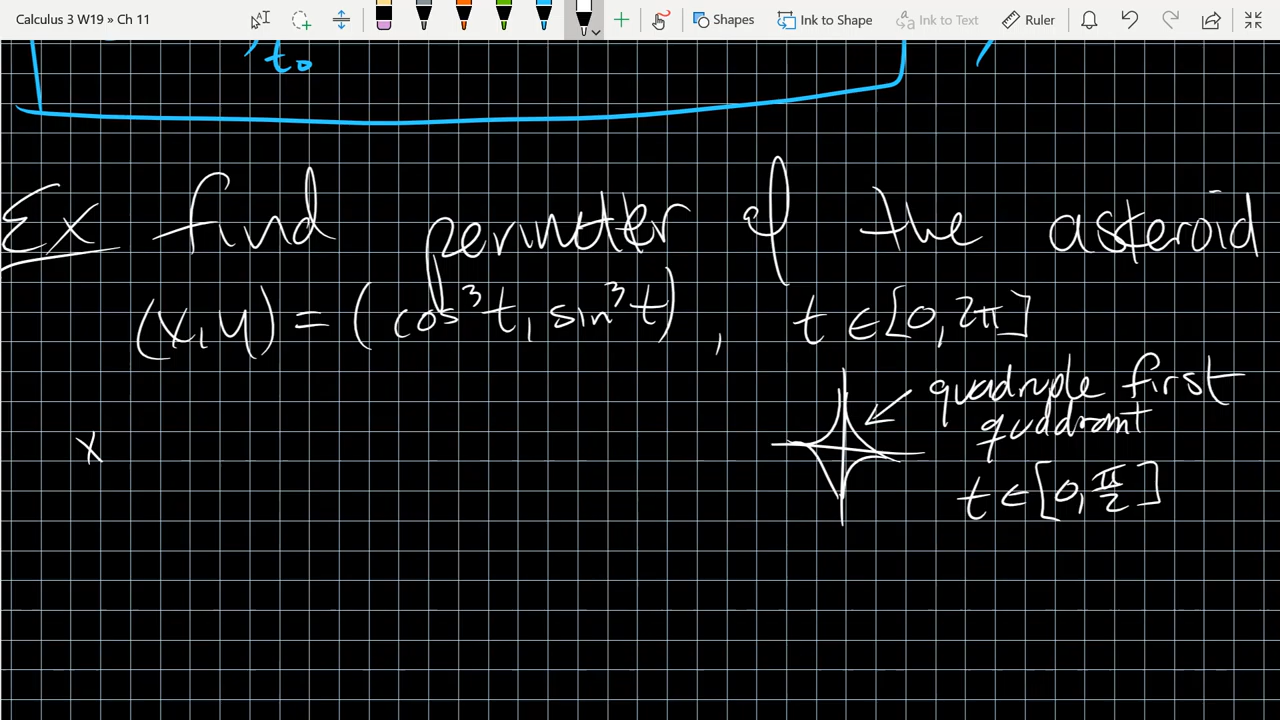 Calculus 3 W19 » Ch 11
Shapes
Ink to Shape
Ink to Text
Ruler
t₀
Ex find perimeter of the asteroid
(x, y) = (cos³t, sin³t), t ∈ [0, 2π]
quadruple first
quadrant
x
t ∈ [0, π/2]